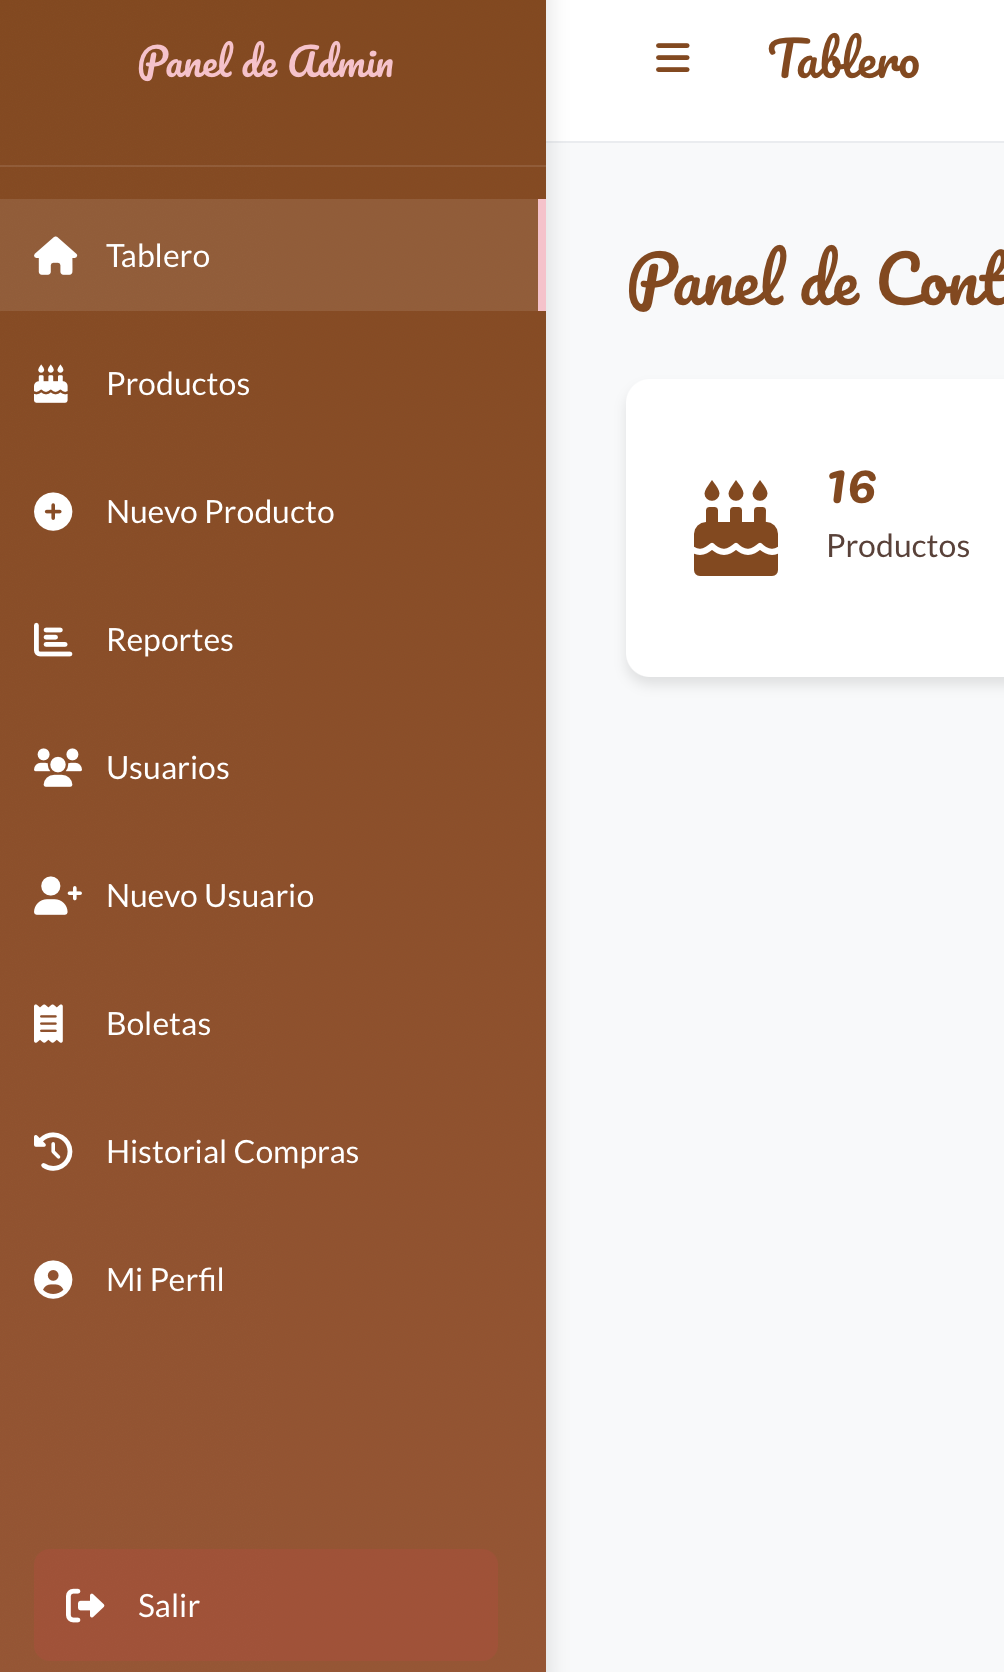 Panel de Admin
Tablero
Productos
Nuevo Producto
Reportes
Usuarios
Nuevo Usuario
Boletas
Historial Compras
Mi Perfil
Salir
Tablero
Panel de Cont
16
Productos